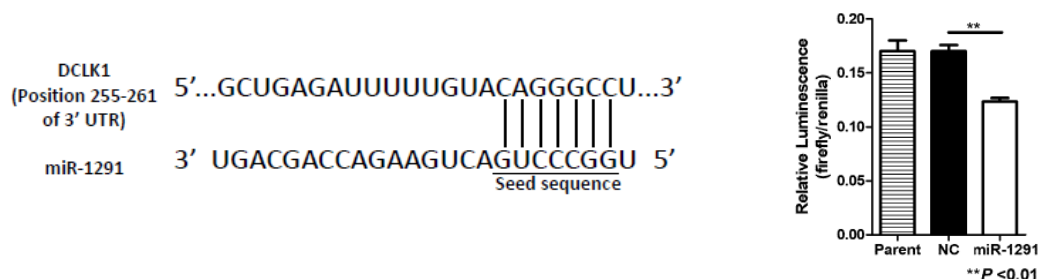 DCLK1
(Position 255-261
of 3′ UTR)
5′...GCUGAGAUUUUUGUACAGGGCCU...3′
miR-1291
3′ UGACGACCAGAAGUCAGUCCCGGU 5′
Seed sequence
Relative Luminescence
(firefly/renilla)
0.20
0.15
0.10
0.05
0.00
**
Parent NC miR-1291
**P <0.01